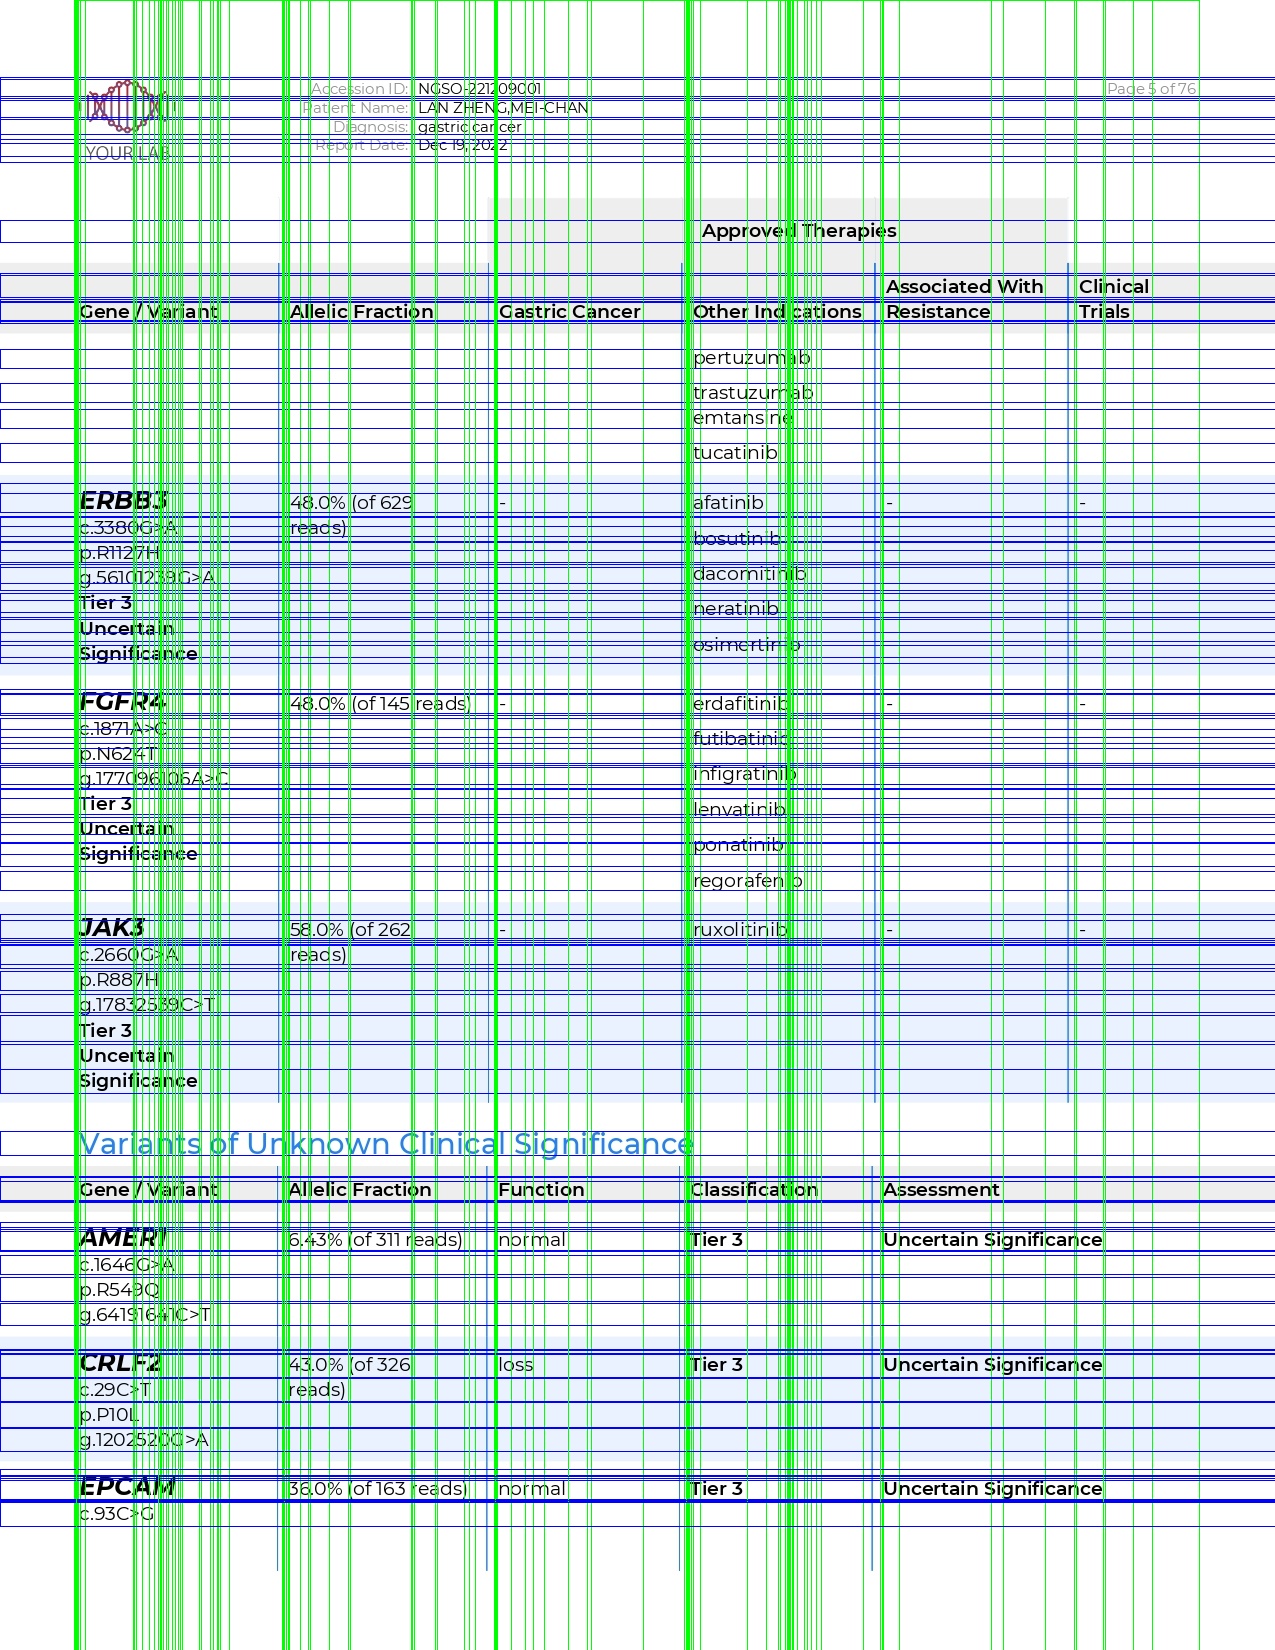 YOUR LAB
Accession ID: NGSO-221209001
Patient Name: LAN ZHENG,MEI-CHAN
Diagnosis: gastric cancer
Report Date: Dec 19, 2022
Page 5 of 76
Approved Therapies
Associated With Clinical
Gene / Variant Allelic Fraction Gastric Cancer Other Indications Resistance Trials
pertuzumab
trastuzumab
emtansine
tucatinib
ERBB3 48.0% (of 629 - afatinib - -
c.3380G>A reads)
bosutinib
p.R1127H
dacomitinib
g.56101239G>A
Tier 3 neratinib
Uncertain
osimertinib
Significance
FGFR4 48.0% (of 145 reads) - erdafitinib - -
c.1871A>C
futibatinib
p.N624T
infigratinib
g.177096106A>C
Tier 3 lenvatinib
Uncertain
ponatinib
Significance
regorafenib
JAK3 58.0% (of 262 - ruxolitinib - -
c.2660G>A reads)
p.R887H
g.17832539C>T
Tier 3
Uncertain
Significance
Variants of Unknown Clinical Significance
Gene / Variant Allelic Fraction Function Classification Assessment
AMER1 6.43% (of 311 reads) normal Tier 3 Uncertain Significance
c.1646G>A
p.R549Q
g.64191641C>T
CRLF2 43.0% (of 326 loss Tier 3 Uncertain Significance
c.29C>T reads)
p.P10L
g.1202520G>A
EPCAM 36.0% (of 163 reads) normal Tier 3 Uncertain Significance
c.93C>G